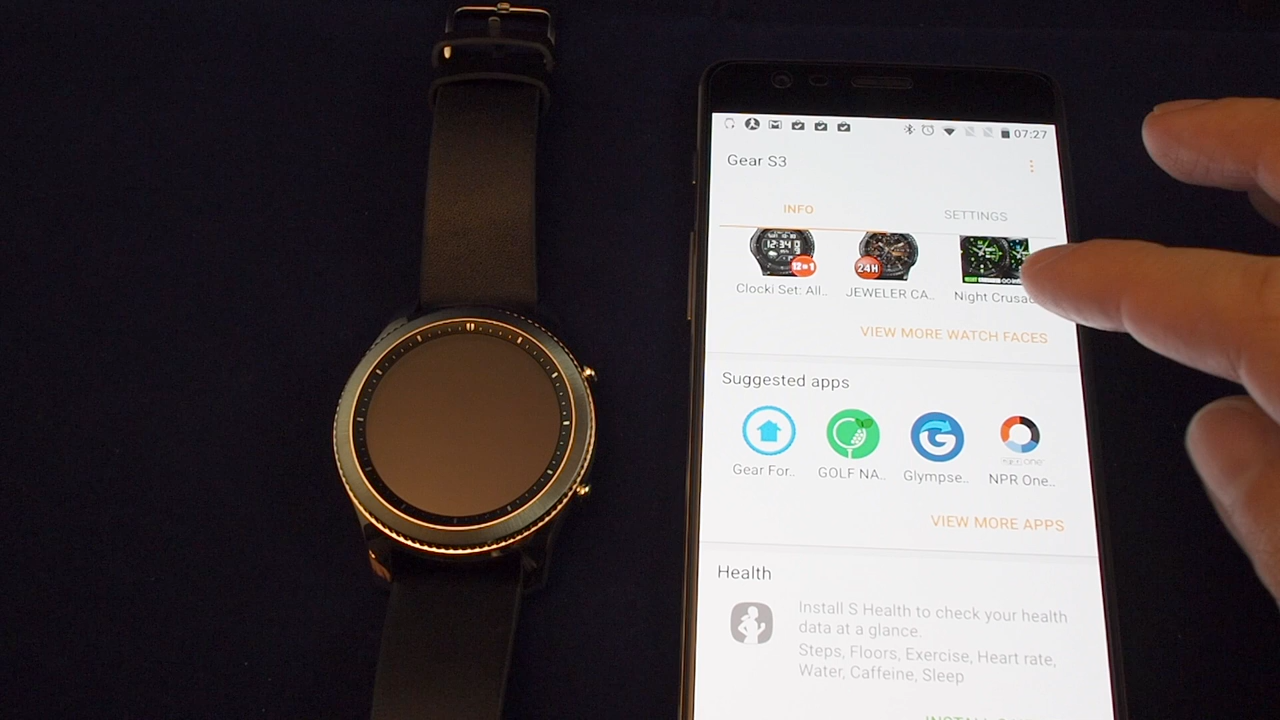 07:27
Gear S3
INFO
SETTINGS
12:34
12in1
24H
Clocki Set: All..
JEWELER CA..
Night Crusad
VIEW MORE WATCH FACES
Suggested apps
Gear For..
GOLF NA..
Glympse..
NPR One..
VIEW MORE APPS
Health
Install S Health to check your health
data at a glance.
Steps, Floors, Exercise, Heart rate,
Water, Caffeine, Sleep